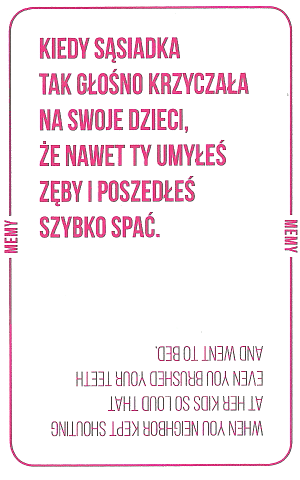 KIEDY SĄSIADKA
TAK GŁOŚNO KRZYCZAŁA
NA SWOJE DZIECI,
ŻE NAWET TY UMYŁEŚ
ZĘBY I POSZEDŁEŚ
SZYBKO SPAĆ.
MEMY
MEMY
WHEN YOU NEIGHBOR KEPT SHOUTING
AT HER KIDS SO LOUD THAT
EVEN YOU BRUSHED YOUR TEETH
AND WENT TO BED.